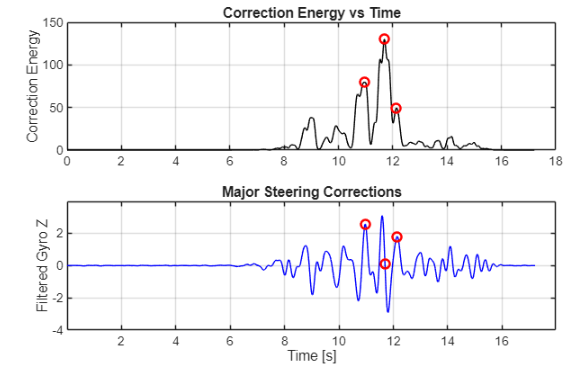 Correction Energy vs Time
Correction Energy
150
100
50
0
0 2 4 6 8 10 12 14 16 18
Major Steering Corrections
Filtered Gyro Z
2
0
-2
-4
2 4 6 8 10 12 14 16
Time [s]